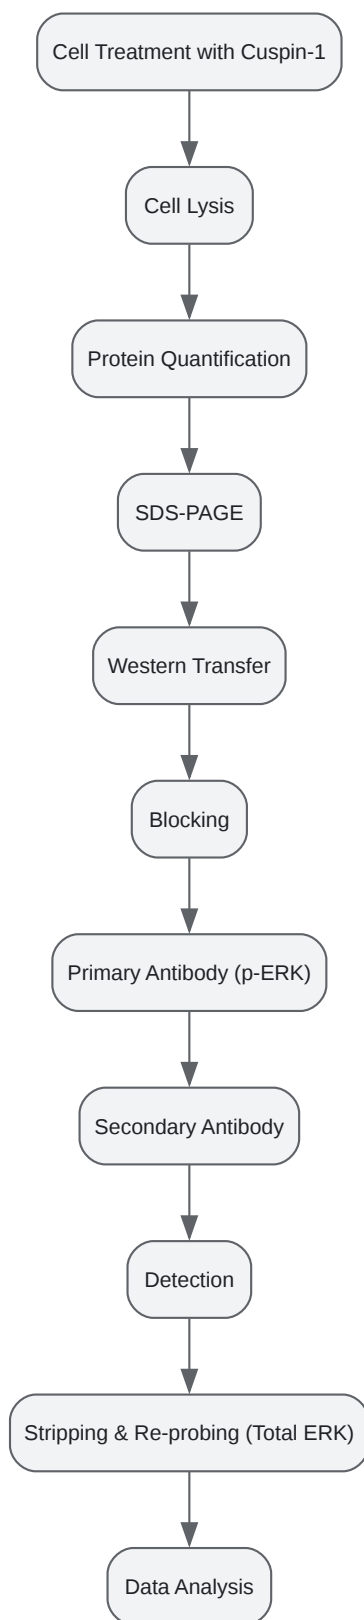 Cell Treatment with Cuspin-1
Cell Lysis
Protein Quantification
SDS-PAGE
Western Transfer
Blocking
Primary Antibody (p-ERK)
Secondary Antibody
Detection
Stripping & Re-probing (Total ERK)
Data Analysis